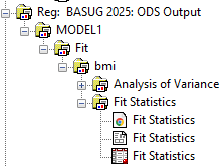 Reg: BASUG 2025: ODS Output
MODEL1
Fit
bmi
Analysis of Variance
Fit Statistics
Fit Statistics
Fit Statistics
Fit Statistics